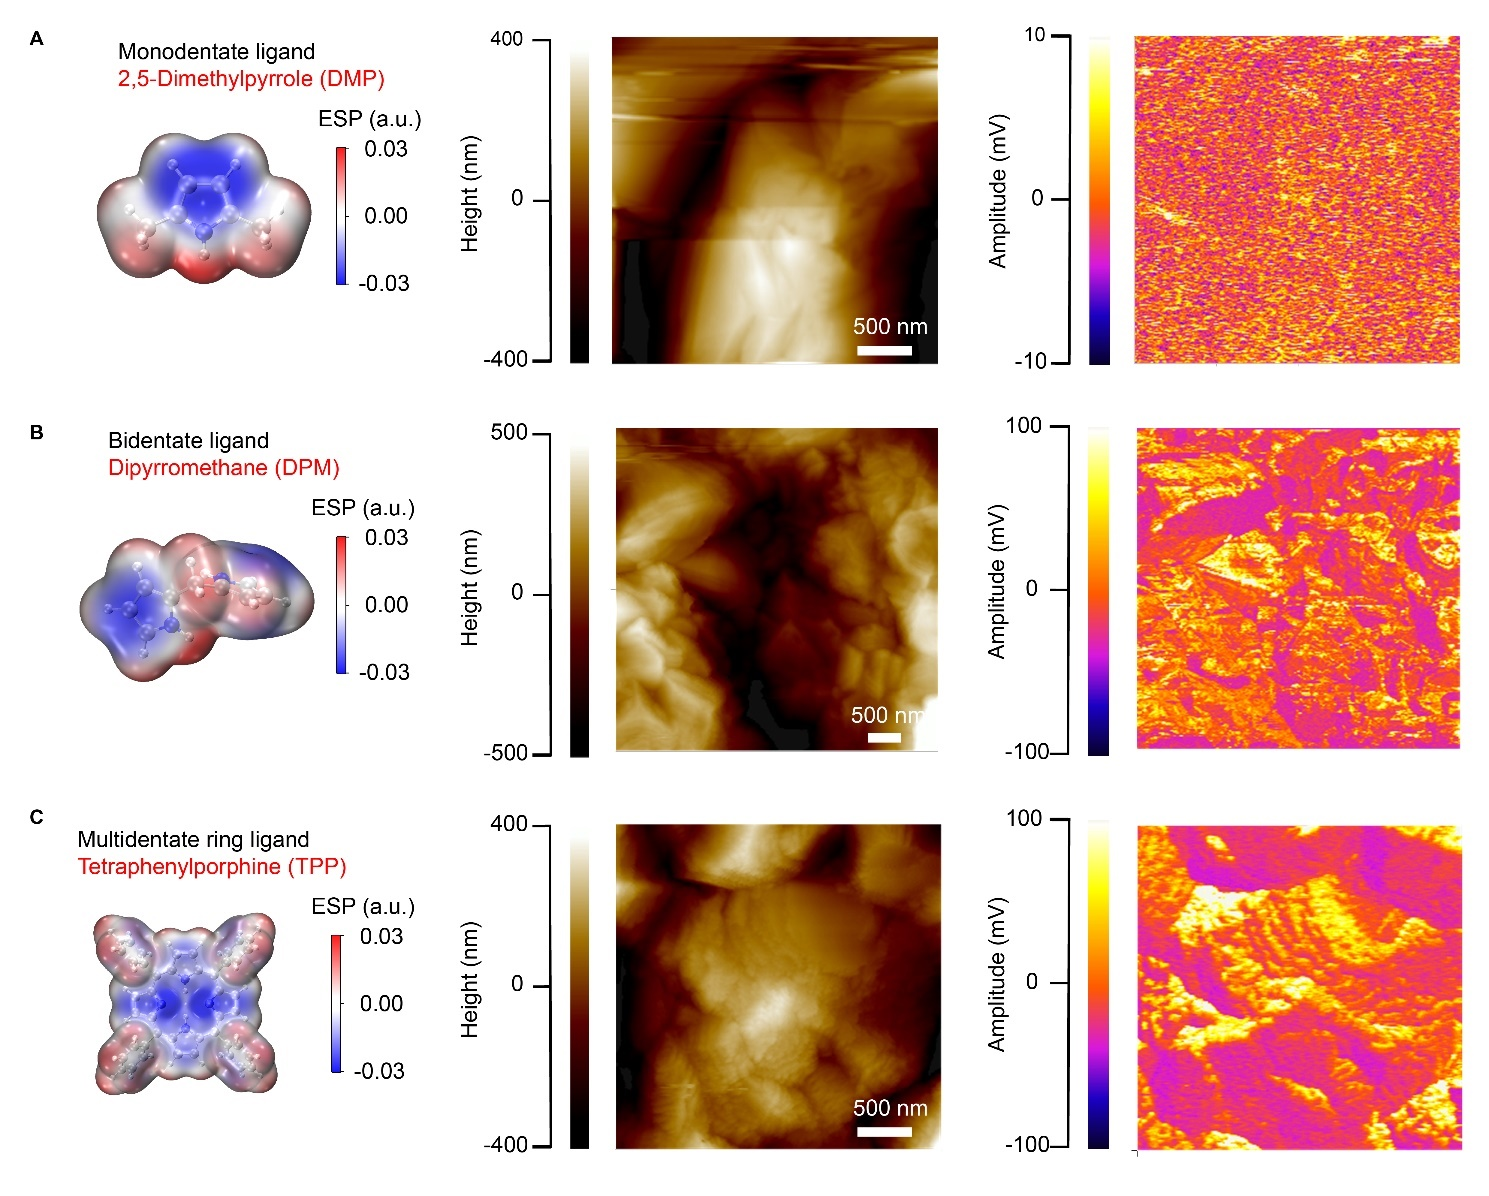 A
Monodentate ligand
2,5-Dimethylpyrrole (DMP)
ESP (a.u.)
0.03
0.00
-0.03
400
0
-400
Height (nm)
500 nm
10
0
-10
Amplitude (mV)
B
Bidentate ligand
Dipyrromethane (DPM)
ESP (a.u.)
0.03
0.00
-0.03
500
0
-500
Height (nm)
500 nm
100
0
-100
Amplitude (mV)
C
Multidentate ring ligand
Tetraphenylporphine (TPP)
ESP (a.u.)
0.03
0.00
-0.03
400
0
-400
Height (nm)
500 nm
100
0
-100
Amplitude (mV)